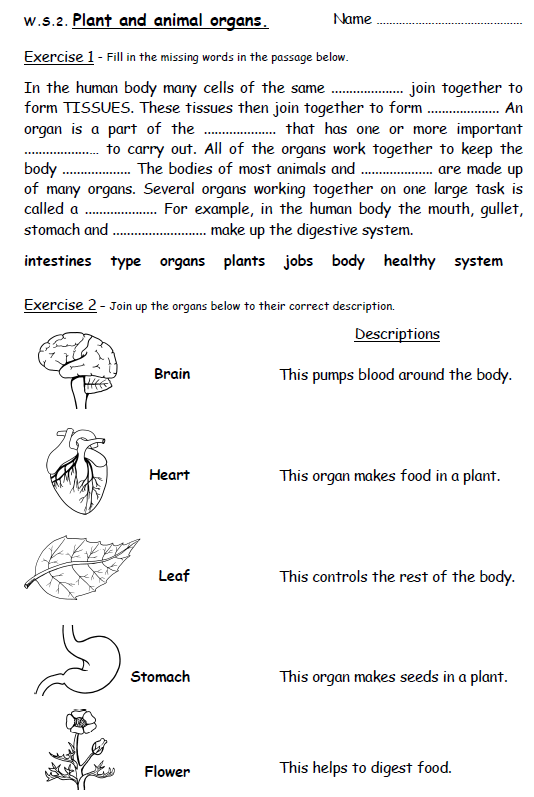 W.S.2. Plant and animal organs. Name ................................................
Exercise 1 - Fill in the missing words in the passage below.
In the human body many cells of the same .................... join together to
form TISSUES. These tissues then join together to form .................... An
organ is a part of the .................... that has one or more important
..................... to carry out. All of the organs work together to keep the
body ................... The bodies of most animals and .................... are made up
of many organs. Several organs working together on one large task is
called a .................... For example, in the human body the mouth, gullet,
stomach and .......................... make up the digestive system.
intestines type organs plants jobs body healthy system
Exercise 2 - Join up the organs below to their correct description.
Descriptions
Brain This pumps blood around the body.
Heart This organ makes food in a plant.
Leaf This controls the rest of the body.
Stomach This organ makes seeds in a plant.
Flower This helps to digest food.